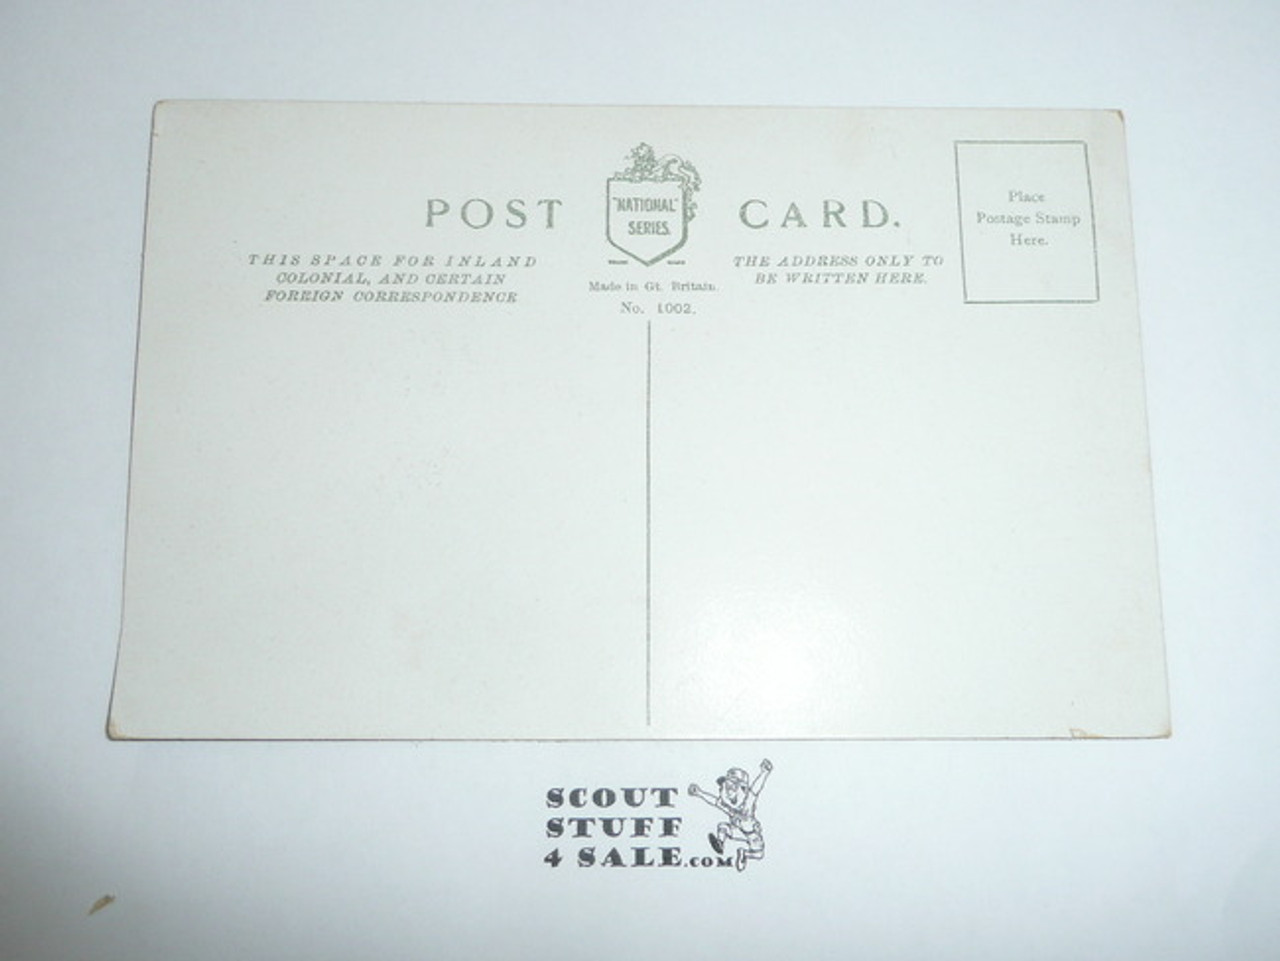 POST CARD.
"NATIONAL"
SERIES.
THIS SPACE FOR INLAND
COLONIAL, AND CERTAIN
FOREIGN CORRESPONDENCE
Made in Gt. Britain.
No. 1002.
THE ADDRESS ONLY TO
BE WRITTEN HERE.
Place
Postage Stamp
Here.
SCOUT
STUFF
4 SALE.COM